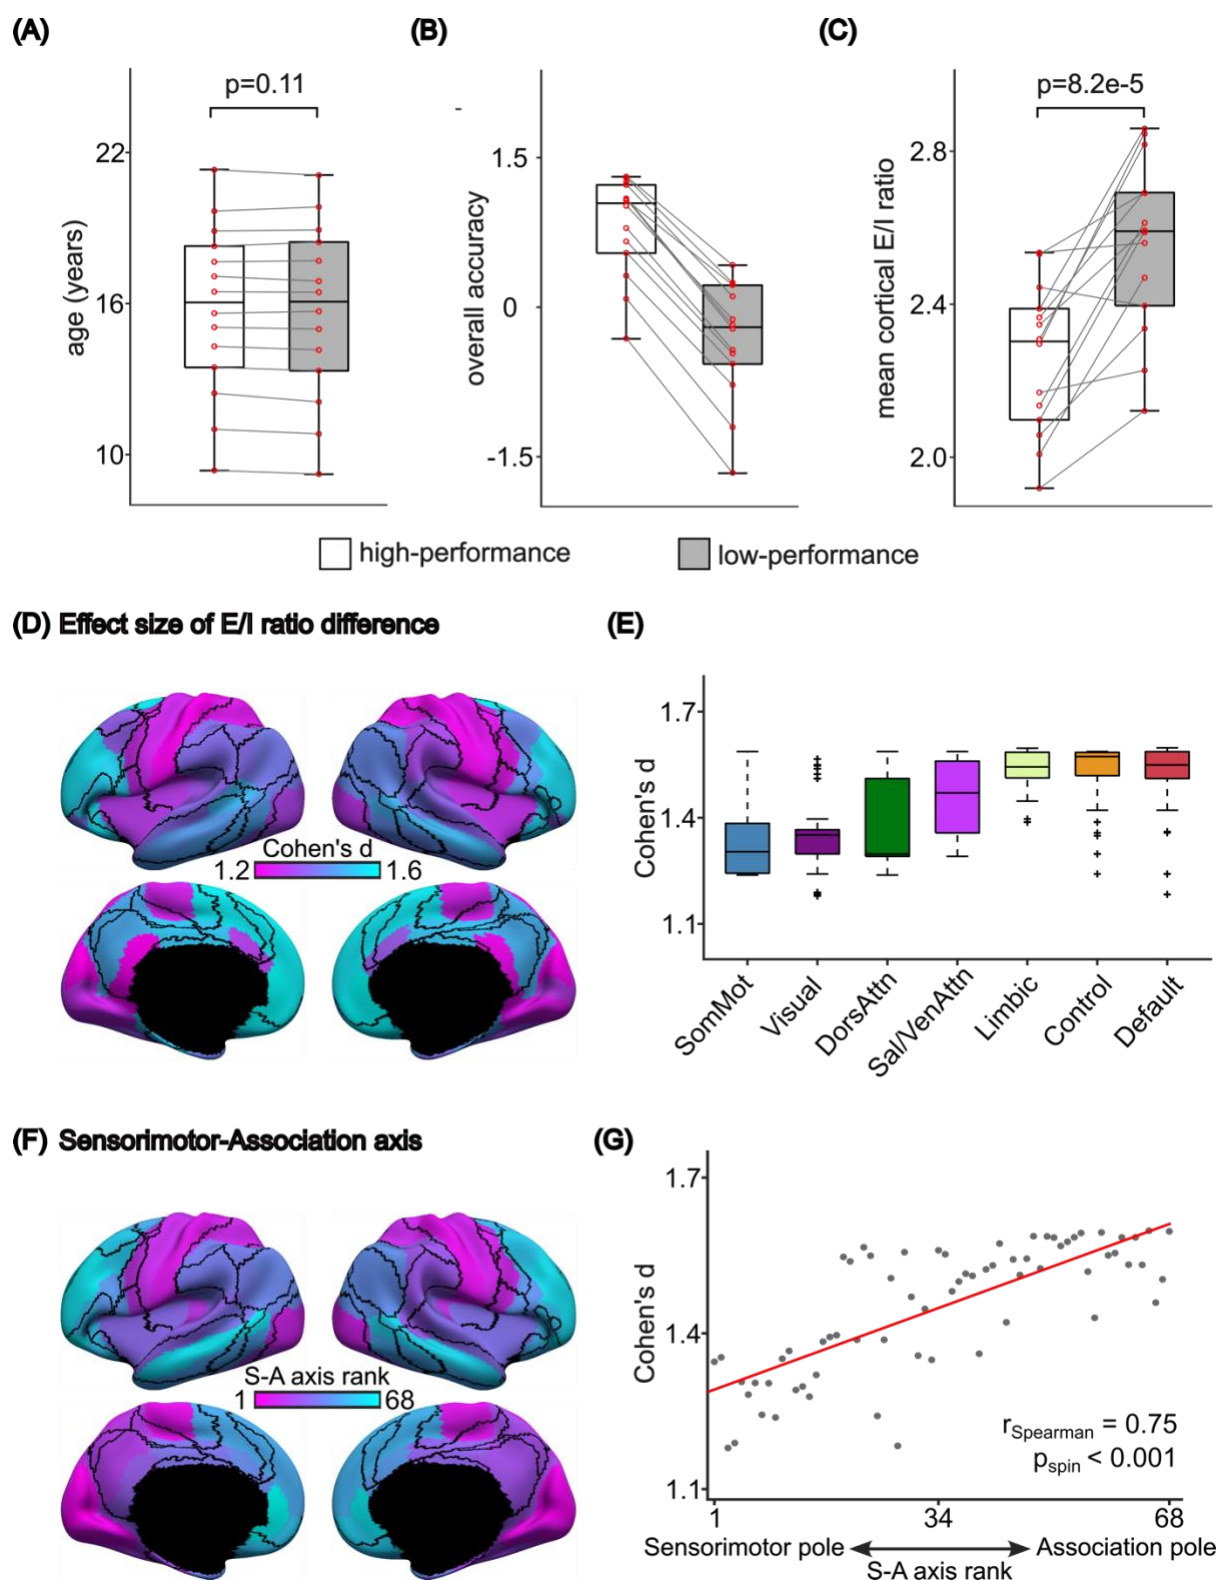 (A)
(B)
(C)
p=0.11
p=8.2e-5
-
22
16
10
age (years)
1.5
0
-1.5
overall accuracy
2.8
2.4
2.0
mean cortical E/I ratio
high-performance
low-performance
(D) Effect size of E/I ratio difference
(E)
Cohen's d
1.2
1.6
1.7
1.4
1.1
Cohen's d
SomMot
Visual
DorsAttn
Sal/VenAttn
Limbic
Control
Default
(F) Sensorimotor-Association axis
(G)
S-A axis rank
1
68
1.7
1.4
1.1
Cohen's d
rSpearman = 0.75
pspin < 0.001
1
34
68
Sensorimotor pole
Association pole
S-A axis rank